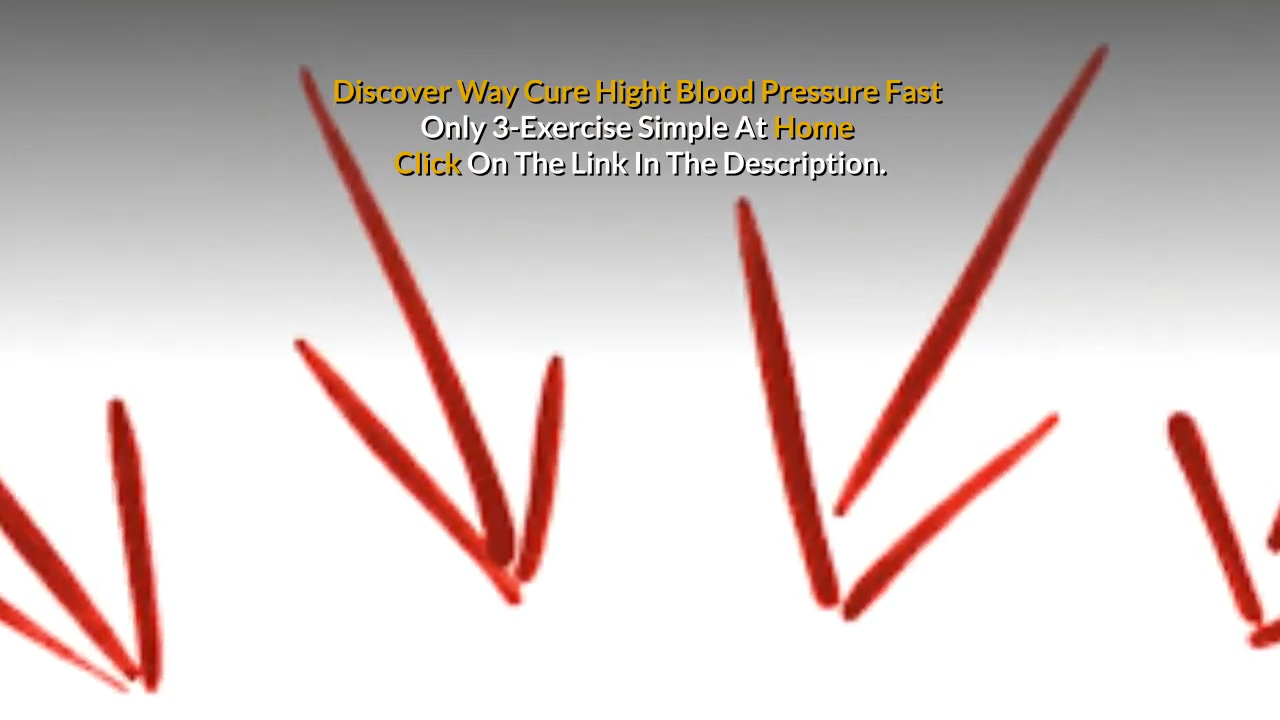 Discover Way Cure Hight Blood Pressure Fast
Only 3-Exercise Simple At Home
Click On The Link In The Description.